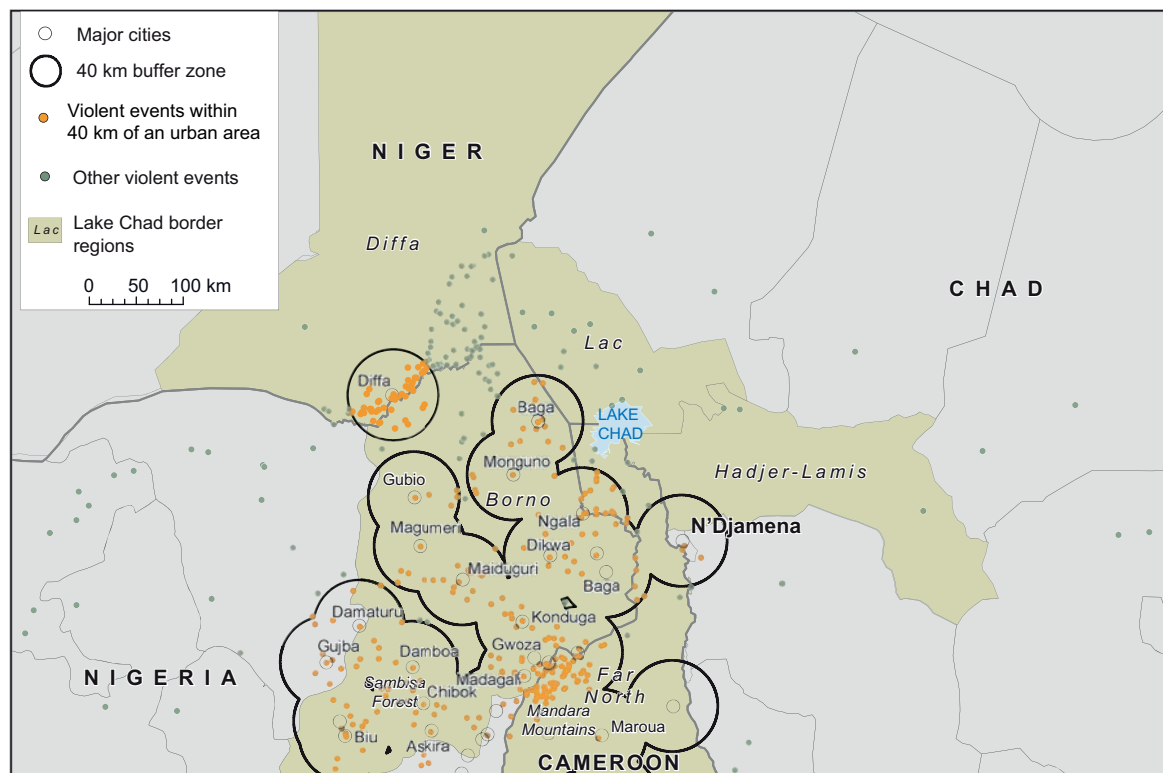 Major cities
40 km buffer zone
Violent events within
40 km of an urban area
Other violent events
Lac
Lake Chad border
regions
0 50 100 km
NIGER
Diffa
CHAD
Lac
Diffa
Baga
LAKE
CHAD
Monguno
Hadjer-Lamis
Gubio
Borno
Magumeri
Ngala
N'Djamena
Dikwa
Maiduguri
Baga
Damaturu
Konduga
Gujba
Damboa
Gwoza
NIGERIA
Sambisa
Forest
Madagali
Far
North
Chibok
Mandara
Mountains
Maroua
Biu
Askira
CAMEROON